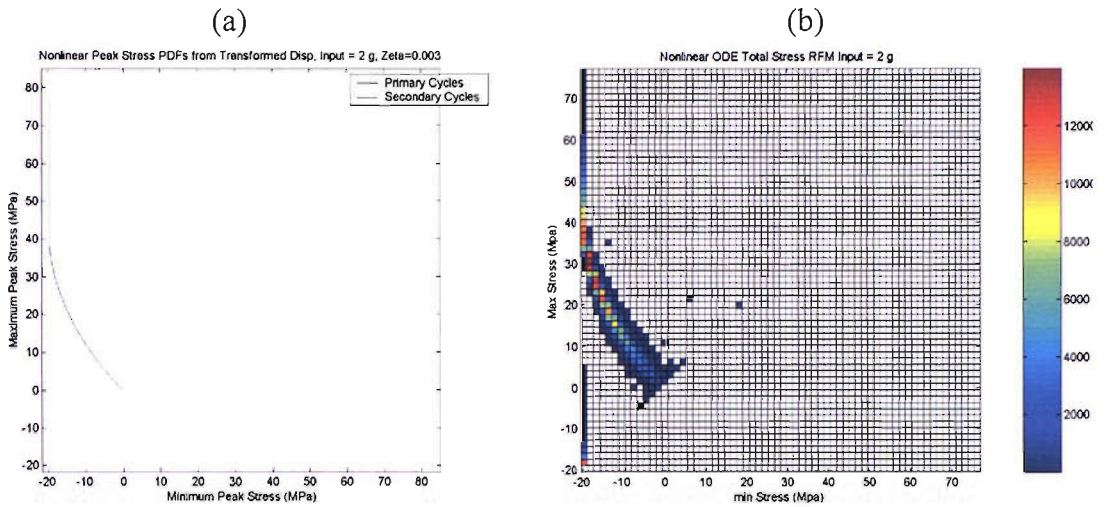 (a)
Nonlinear Peak Stress PDFs from Transformed Disp, Input = 2 g, Zeta=0.003
Primary Cycles
Secondary Cycles
80
70
60
50
40
30
20
10
0
-10
-20
Maximum Peak Stress (MPa)
-20 -10 0 10 20 30 40 50 60 70 80
Minimum Peak Stress (MPa)
(b)
Nonlinear ODE Total Stress RFM Input = 2 g
70
60
50
40
30
20
10
0
-10
-20
Max Stress (Mpa)
-20 -10 0 10 20 30 40 50 60 70
min Stress (Mpa)
1200X
1000X
8000
6000
4000
2000